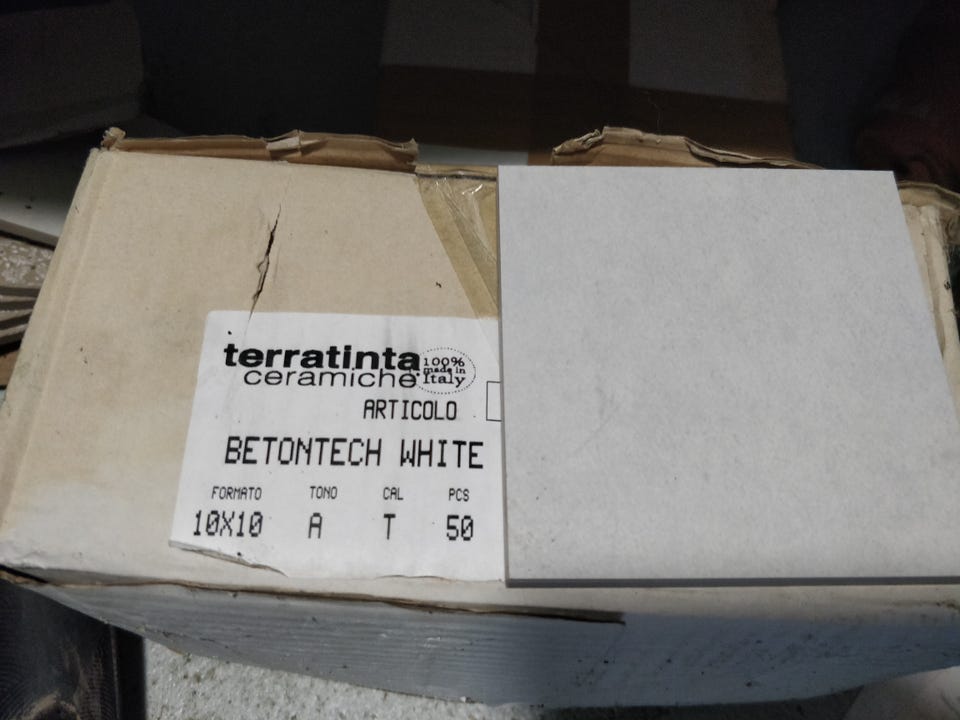 terratinta
ceramiche
100%
made in
Italy
ARTICOLO
BETONTECH WHITE
FORMATO TONO CAL PCS
10X10 A T 50